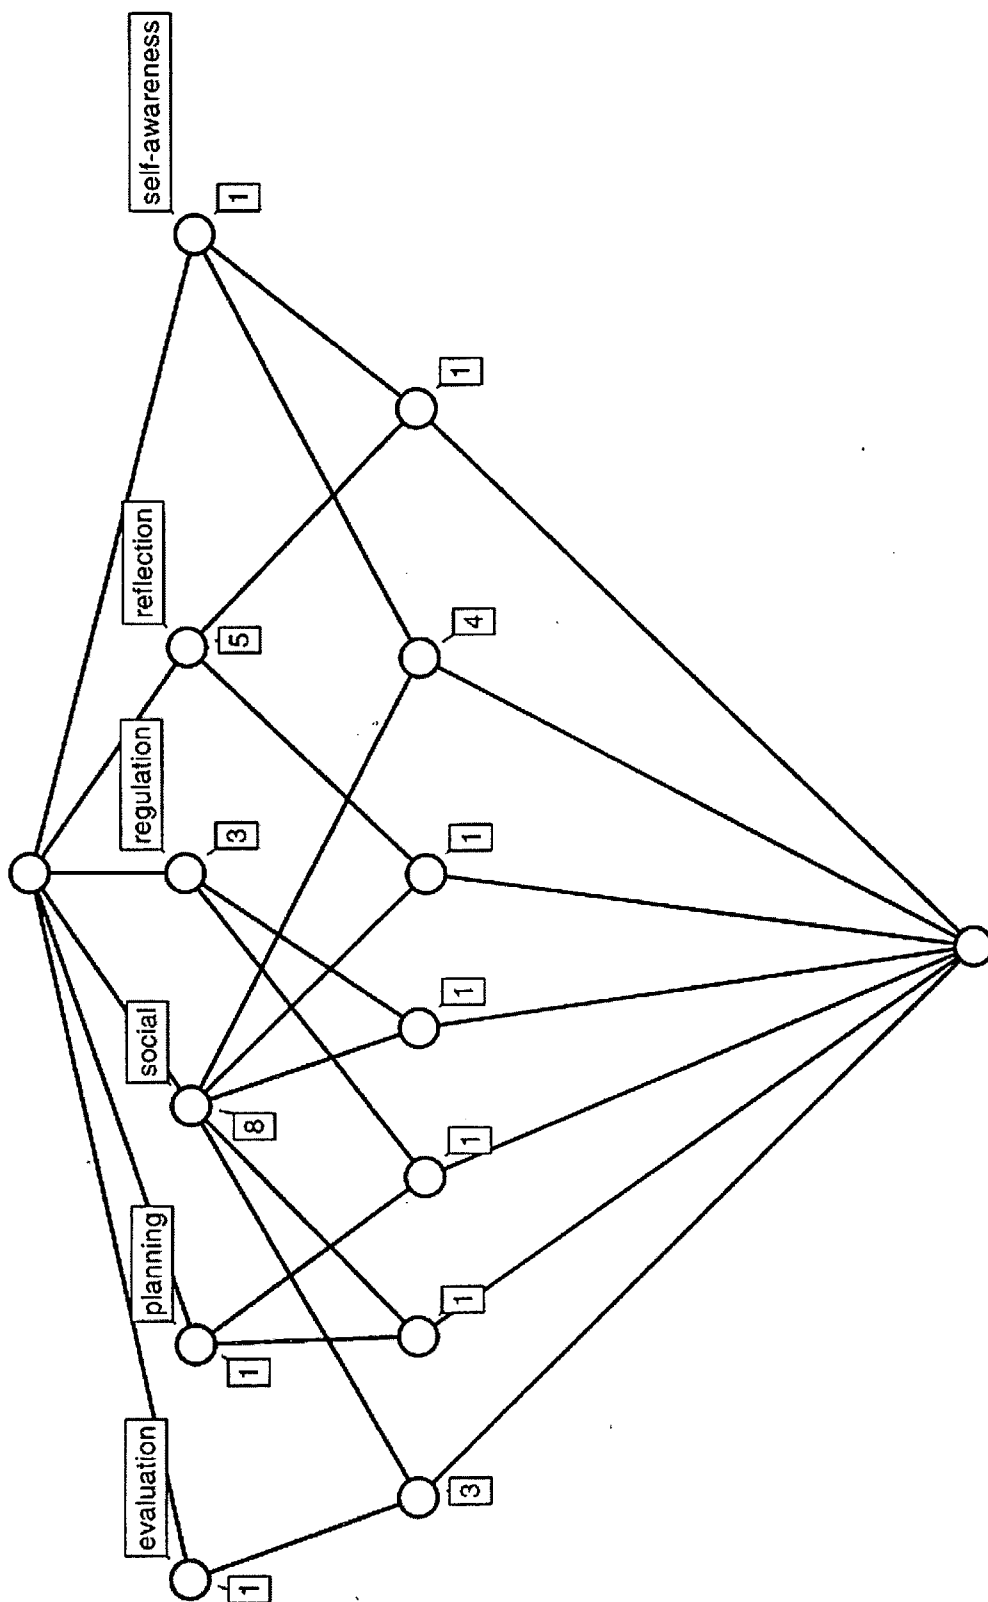 evaluation
planning
social
regulation
reflection
self-awareness
1
1
8
3
5
1
3
1
1
1
1
4
1